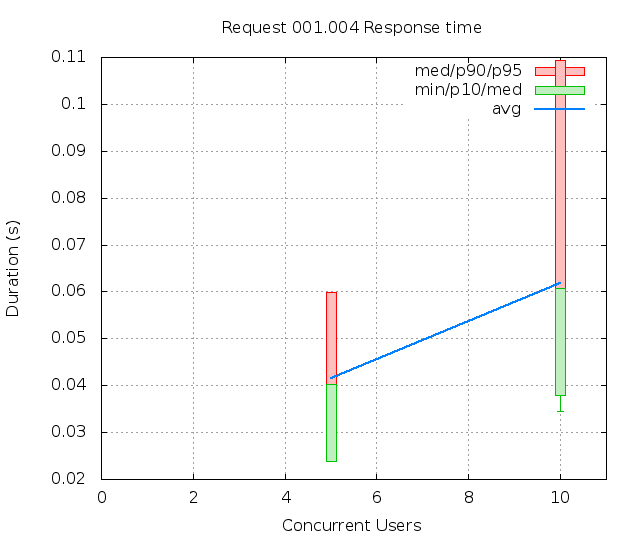 Request 001.004 Response time
0.11
0.1
0.09
0.08
0.07
0.06
0.05
0.04
0.03
0.02
Duration (s)
med/p90/p95
min/p10/med
avg
0 2 4 6 8 10
Concurrent Users